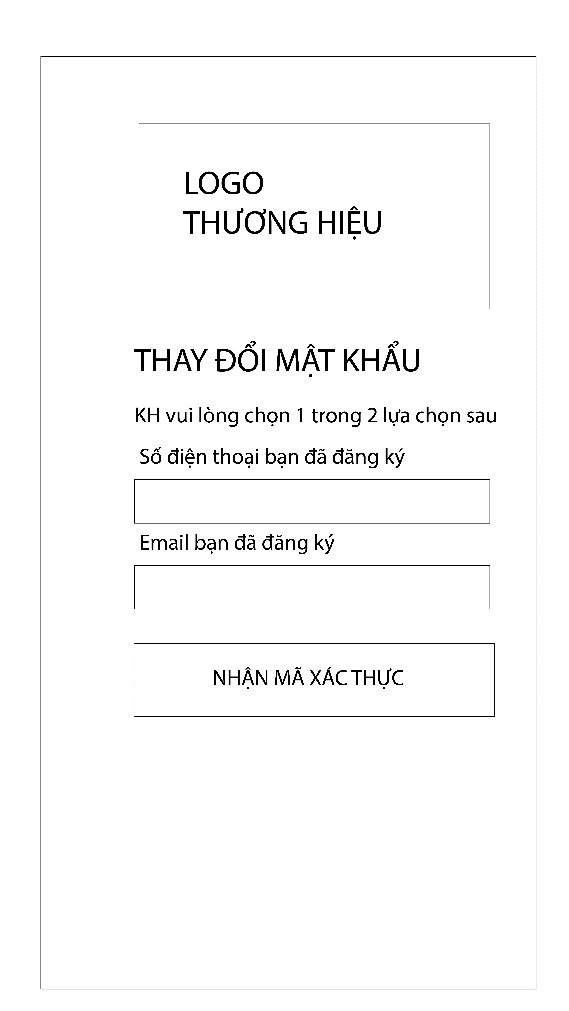 LOGO
THƯƠNG HIỆU
THAY ĐỔI MẬT KHẨU
KH vui lòng chọn 1 trong 2 lựa chọn sau
Số điện thoại bạn đã đăng ký
Email bạn đã đăng ký
NHẬN MÃ XÁC THỰC